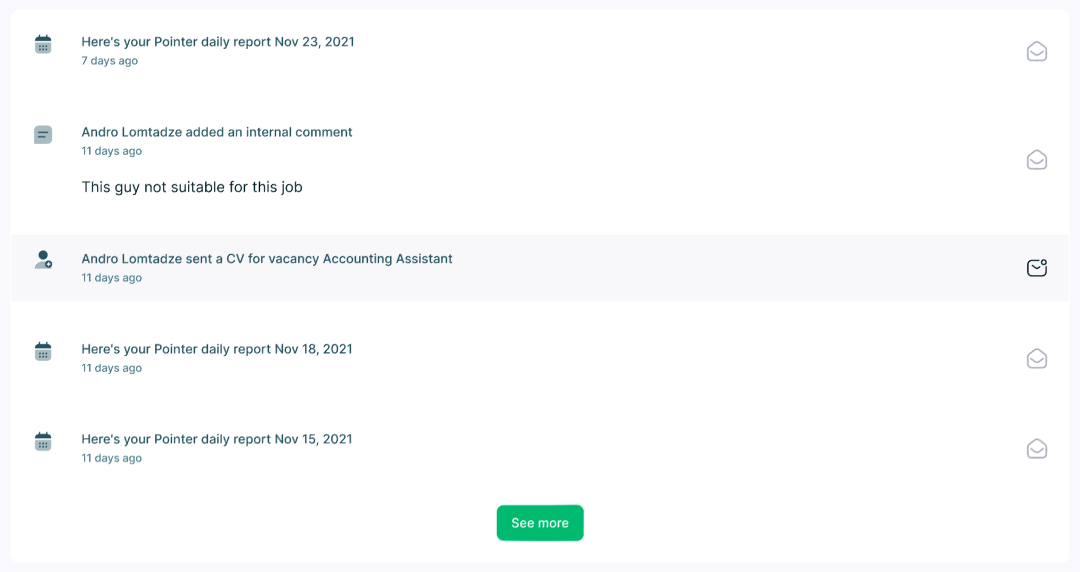 Here's your Pointer daily report Nov 23, 2021
7 days ago
Andro Lomtadze added an internal comment
11 days ago
This guy not suitable for this job
Andro Lomtadze sent a CV for vacancy Accounting Assistant
11 days ago
Here's your Pointer daily report Nov 18, 2021
11 days ago
Here's your Pointer daily report Nov 15, 2021
11 days ago
See more